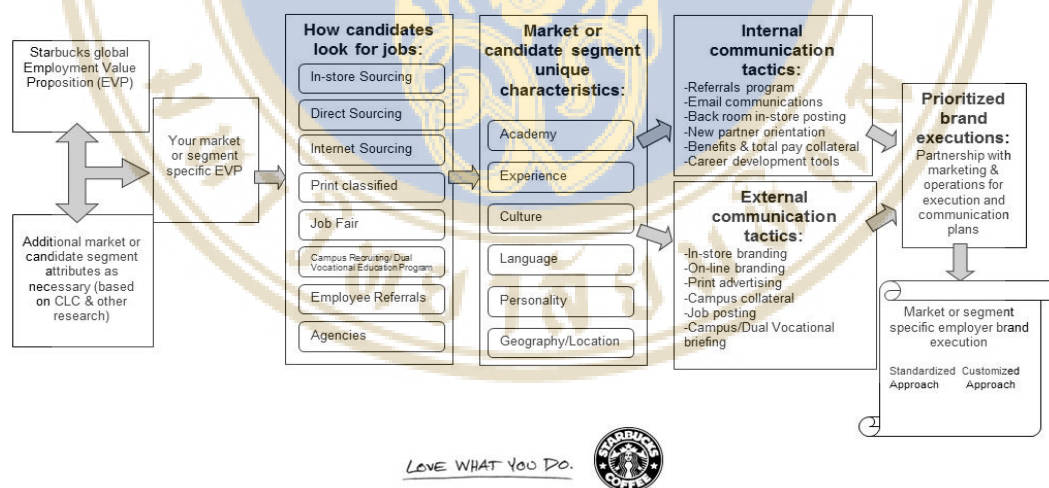 Starbucks global
Employment Value
Proposition (EVP)
Additional market or
candidate segment
attributes as
necessary (based
on CLC & other
research)
Your market
or segment
specific EVP
How candidates
look for jobs:
In-store Sourcing
Direct Sourcing
Internet Sourcing
Print classified
Job Fair
Campus Recruiting/ Dual
Vocational Education Program
Employee Referrals
Agencies
Market or
candidate segment
unique
characteristics:
Academy
Experience
Culture
Language
Personality
Geography/Location
Internal
communication
tactics:
-Referrals program
-Email communications
-Back room in-store posting
-New partner orientation
-Benefits & total pay collateral
-Career development tools
External
communication
tactics:
-In-store branding
-On-line branding
-Print advertising
-Campus collateral
-Job posting
-Campus/Dual Vocational
briefing
Prioritized
brand
executions:
Partnership with
marketing &
operations for
execution and
communication
plans
Market or segment
specific employer brand
execution
Standardized Approach
Customized Approach
LOVE WHAT YOU DO.
STARBUCKS
COFFEE